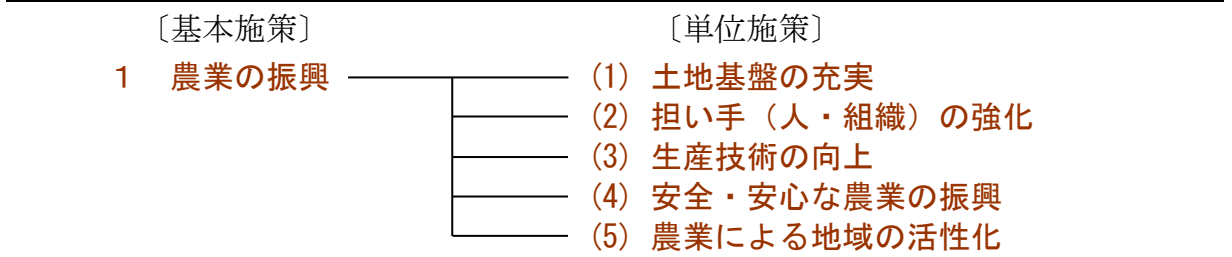 〔基本施策〕 〔単位施策〕
1 農業の振興 (1) 土地基盤の充実
(2) 担い手（人・組織）の強化
(3) 生産技術の向上
(4) 安全・安心な農業の振興
(5) 農業による地域の活性化